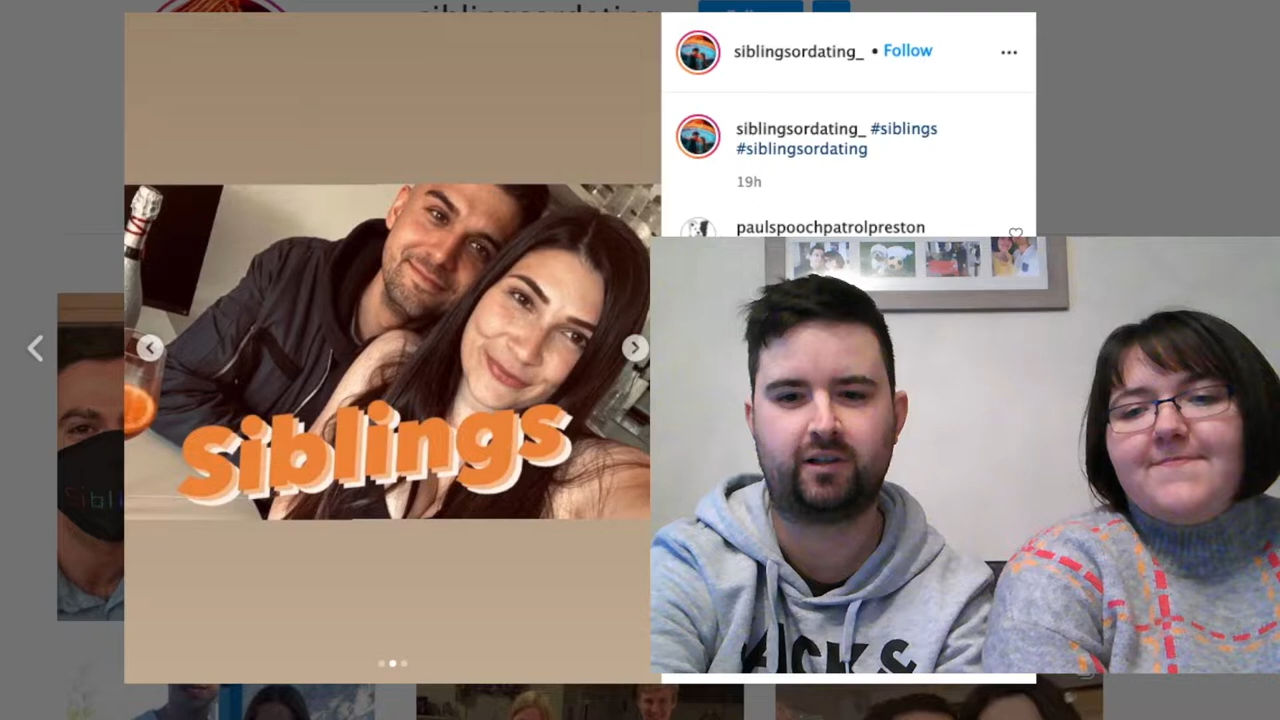 siblingsordating_ • Follow
siblingsordating_ #siblings
#siblingsordating
19h
paulspoochpatrolpreston
Siblings